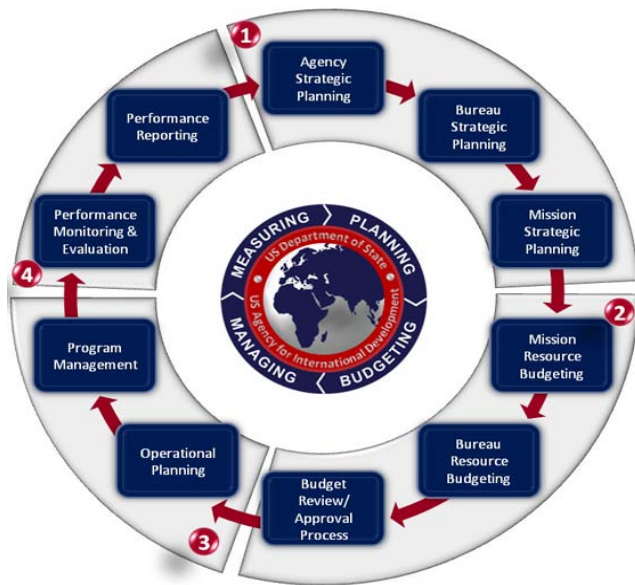 1
Agency
Strategic
Planning
Bureau
Strategic
Planning
Mission
Strategic
Planning
2
Mission
Resource
Budgeting
Bureau
Resource
Budgeting
Budget
Review/
Approval
Process
3
Operational
Planning
Program
Management
4
Performance
Monitoring &
Evaluation
Performance
Reporting
MEASURING
PLANNING
BUDGETING
MANAGING
US Department of State
US Agency for International Development